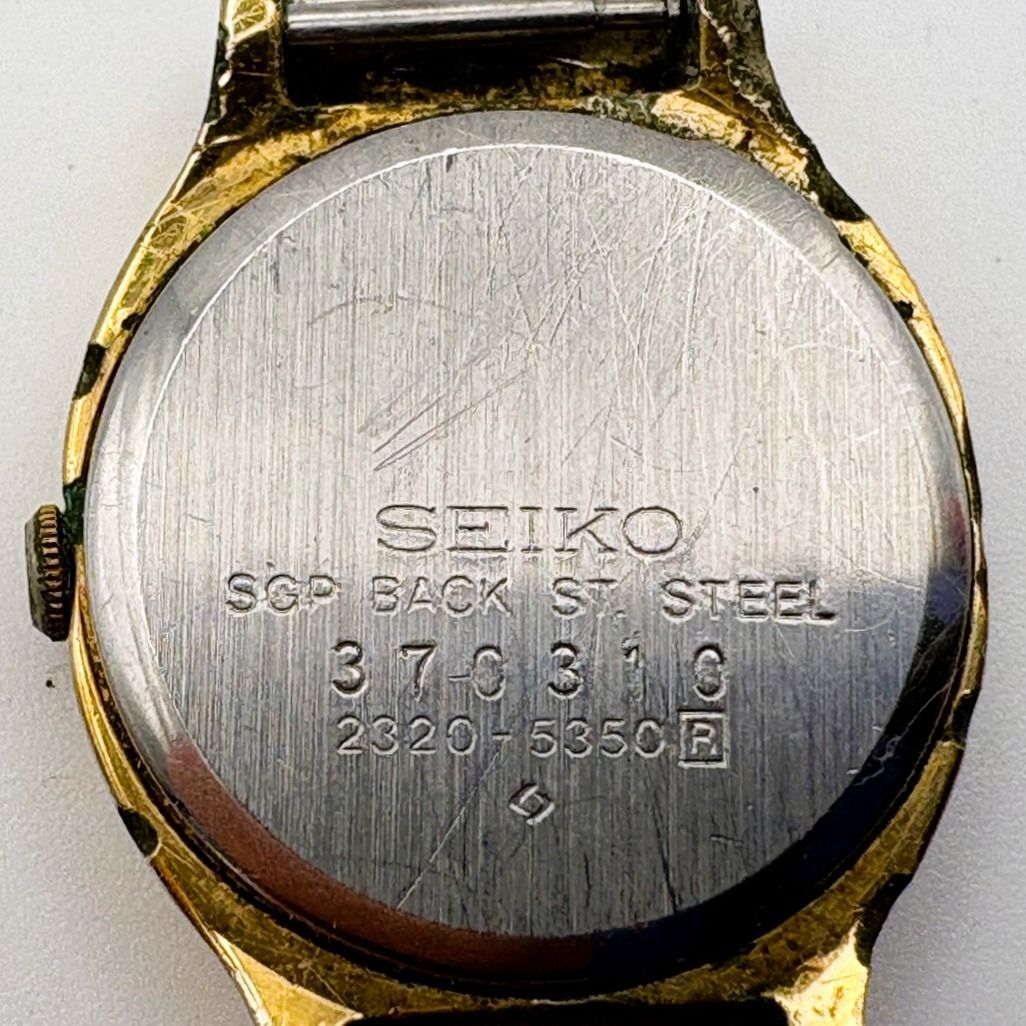 SEIKO
SGP BACK ST. STEEL
370310
2320-5350 R